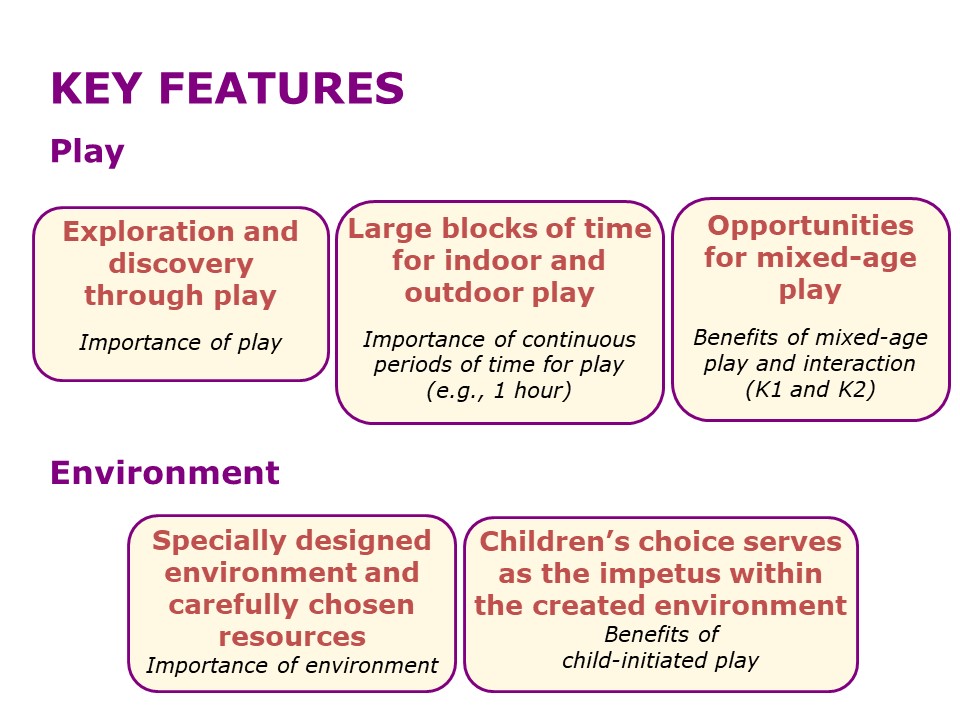 KEY FEATURES
Play
Exploration and
discovery
through play
Importance of play
Large blocks of time
for indoor and
outdoor play
Importance of continuous
periods of time for play
(e.g., 1 hour)
Opportunities
for mixed-age
play
Benefits of mixed-age
play and interaction
(K1 and K2)
Environment
Specially designed
environment and
carefully chosen
resources
Importance of environment
Children’s choice serves
as the impetus within
the created environment
Benefits of
child-initiated play